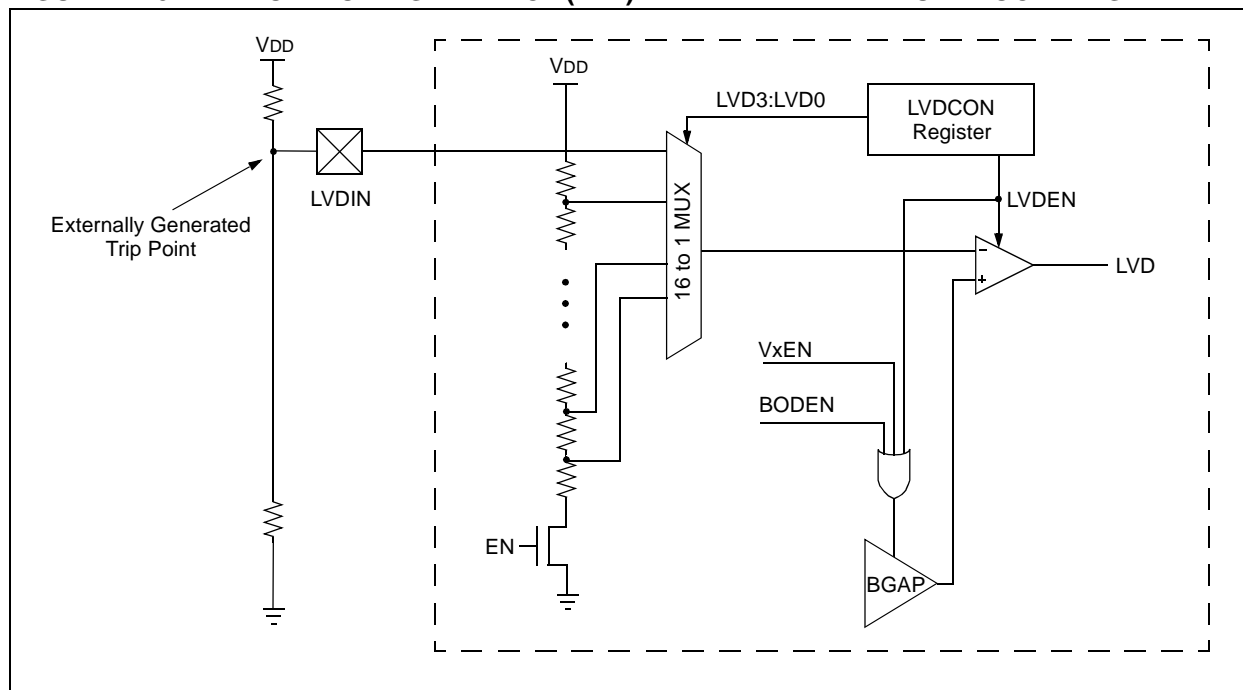 VDD
VDD
LVD3:LVD0
LVDCON
Register
LVDIN
16 to 1 MUX
LVDEN
Externally Generated
Trip Point
–
+
LVD
VxEN
BODEN
EN
BGAP